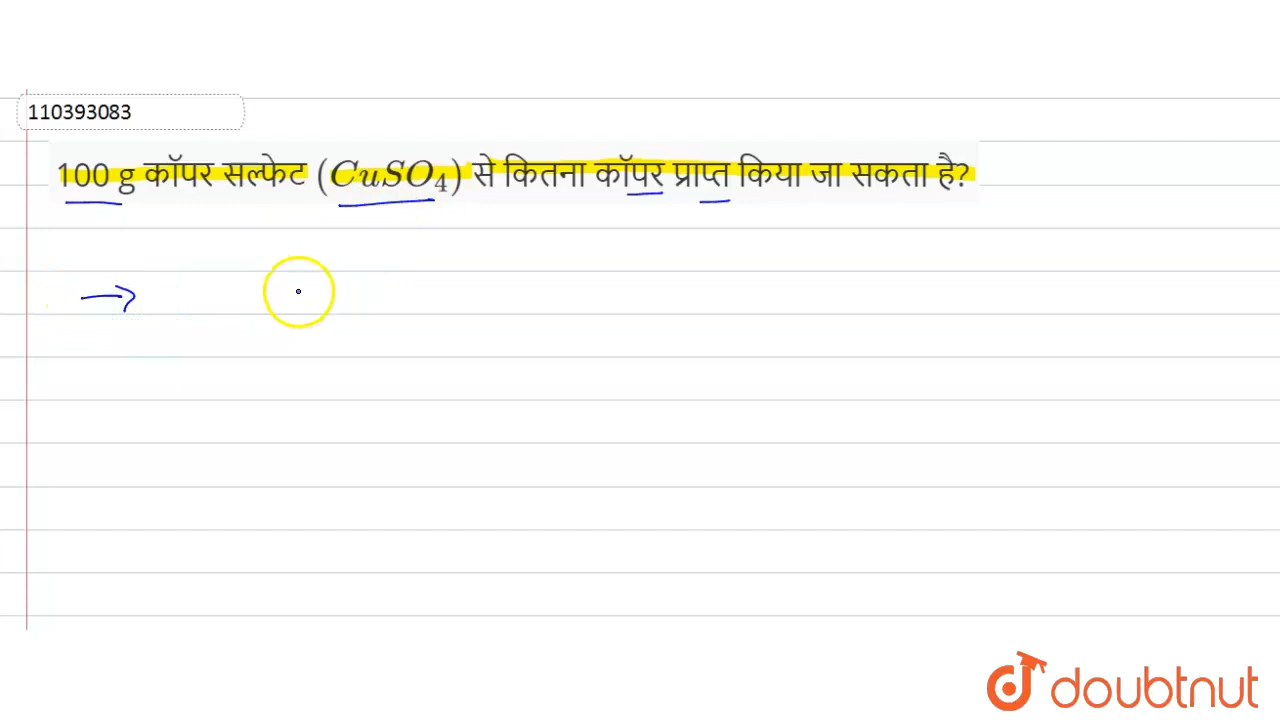 110393083
100 g कॉपर सल्फेट (CuSO₄) से कितना कॉपर प्राप्त किया जा सकता है?
doubtnut